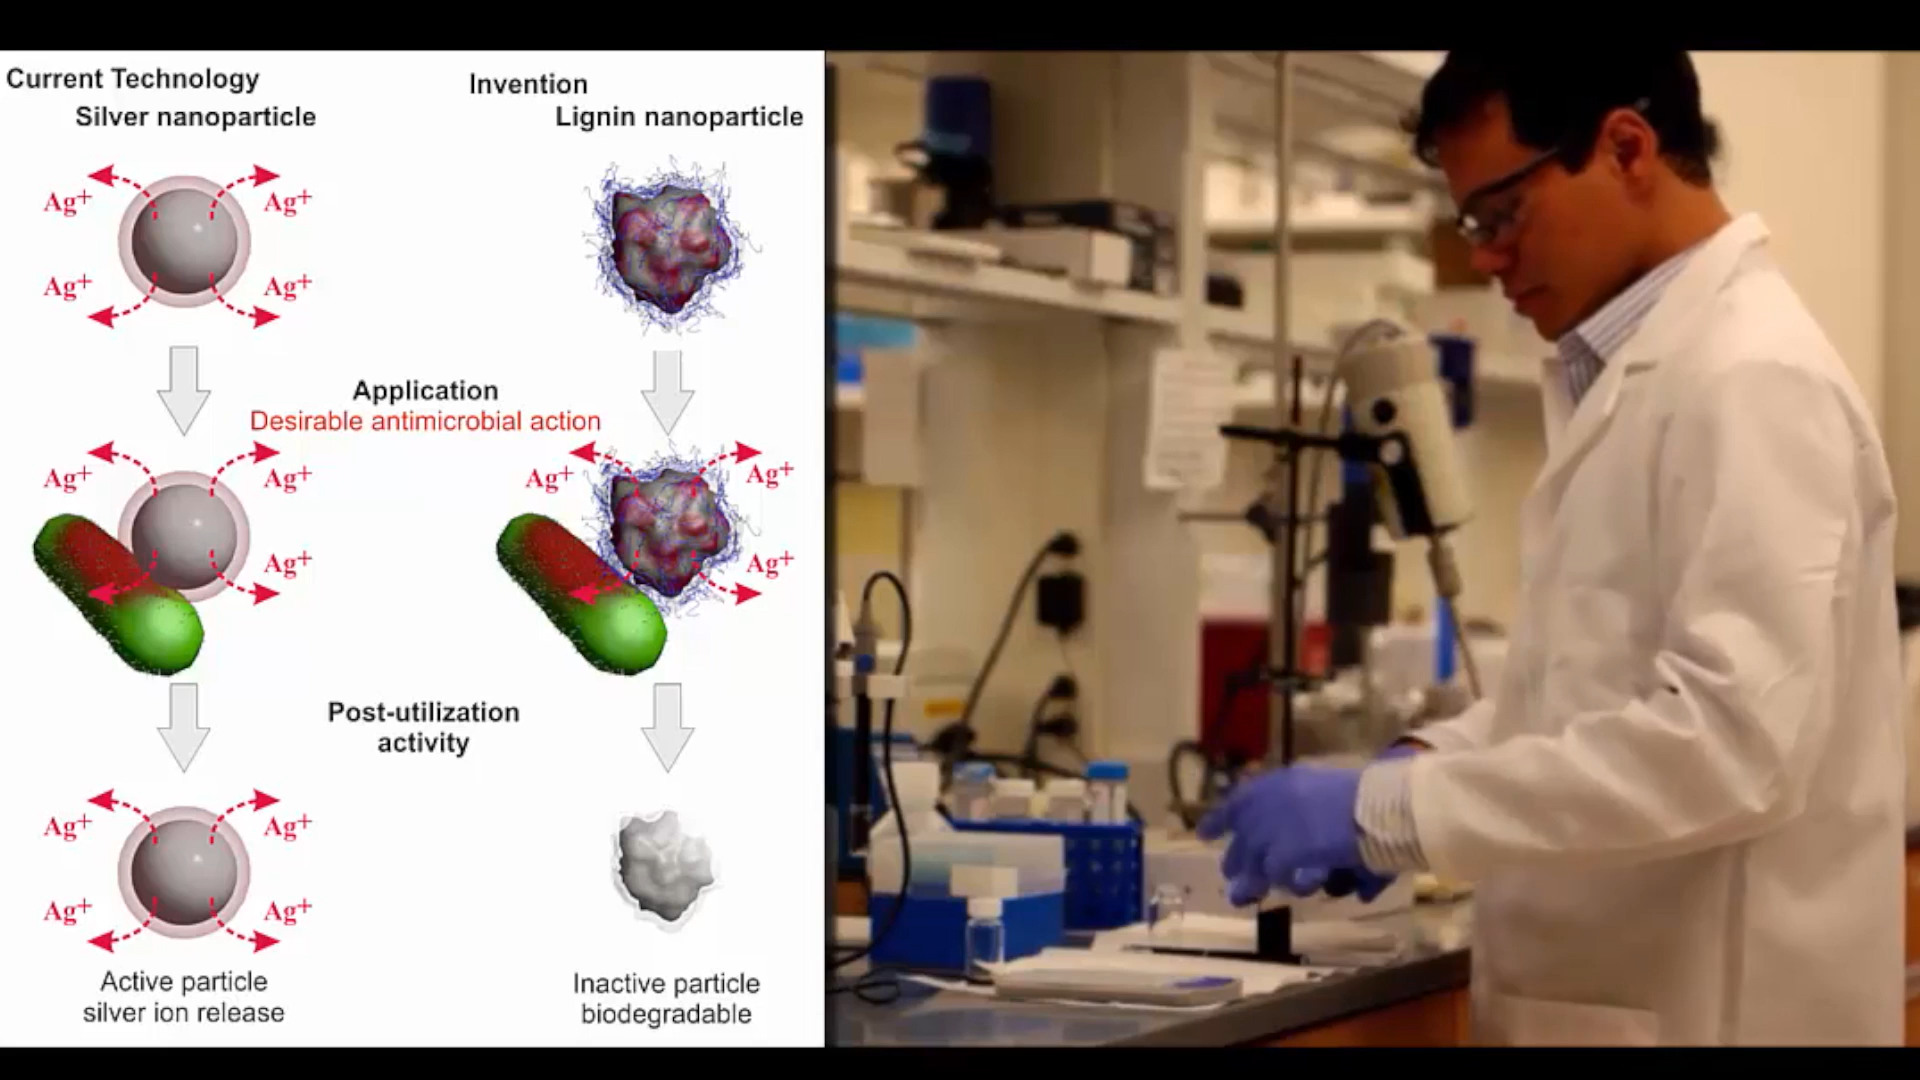 Current Technology
Silver nanoparticle
Invention
Lignin nanoparticle
Ag+
Ag+
Ag+
Ag+
Application
Desirable antimicrobial action
Ag+
Ag+
Ag+
Ag+
Ag+
Ag+
Post-utilization
activity
Ag+
Ag+
Ag+
Ag+
Active particle
silver ion release
Inactive particle
biodegradable